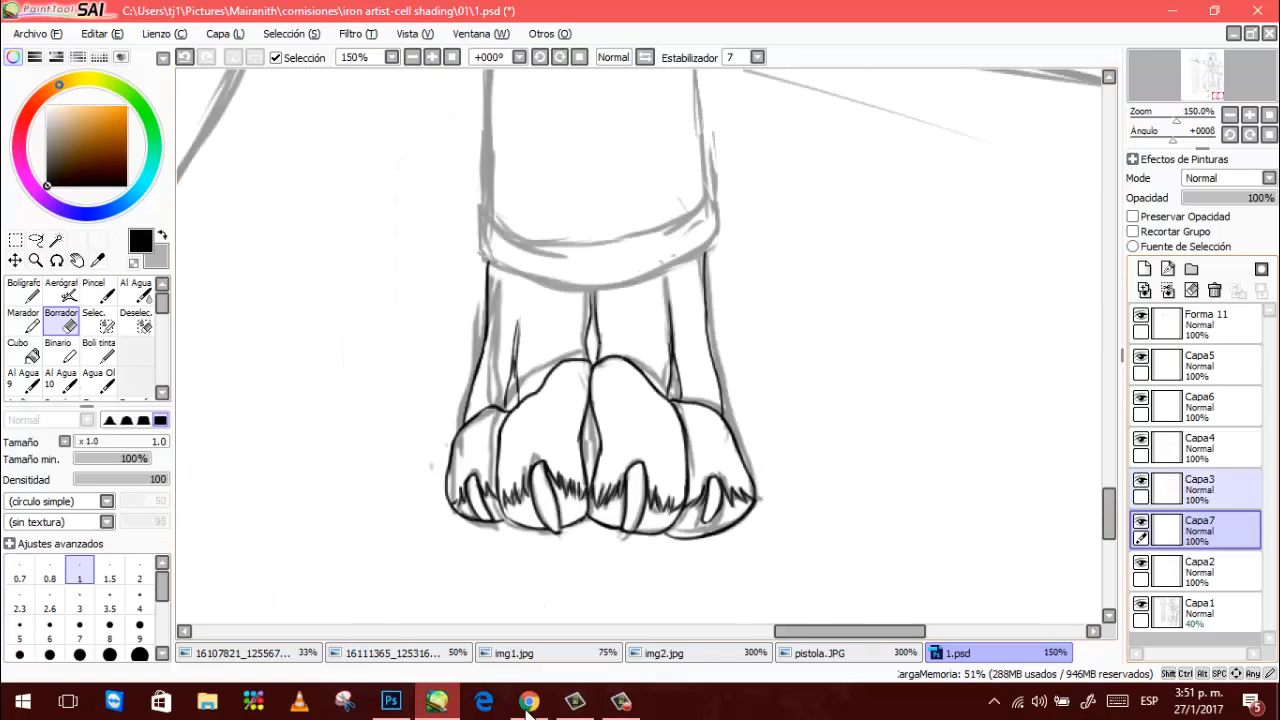 PaintTool SAI C:\Users\tj1\Pictures\Mairanith\comisiones\iron artist-cell shading\01\1.psd (*)
Archivo (F) Editar (E) Lienzo (C) Capa (L) Selección (S) Filtro (T) Vista (V) Ventana (W) Otros (O)
Selección 150% +000º Normal Estabilizador 7
Zoom 150.0%
Ángulo +000ß
Efectos de Pinturas
Mode Normal
Opacidad 100%
Preservar Opacidad
Recortar Grupo
Fuente de Selección
Bolígrafo Aerógraf Pincel Al Agua
Marador Borrador Selec. Deselec.
Cubo Binario Boli tinta
Al Agua 9 Al Agua 10 Agua Ol
Normal
Tamaño x 1.0 1.0
Tamaño min. 100%
Densitidad 100
(círculo simple) 50
(sin textura) 95
Ajustes avanzados
0.7 0.8 1 1.5 2
2.3 2.6 3 3.5 4
5 6 7 8 9
Forma 11
Normal
100%
Capa5
Normal
100%
Capa6
Normal
100%
Capa4
Normal
100%
Capa3
Normal
100%
Capa7
Normal
100%
Capa2
Normal
100%
Capa1
Normal
40%
16107821_125567... 33% 16111365_125316... 50% img1.jpg 75% img2.jpg 300% pistola.JPG 300% 1.psd 150%
CargaMemoria: 51% (288MB usados / 946MB reservados) Shift Ctrl Alt SPC Any
Ps ESP 3:51 p. m.
27/1/2017 5